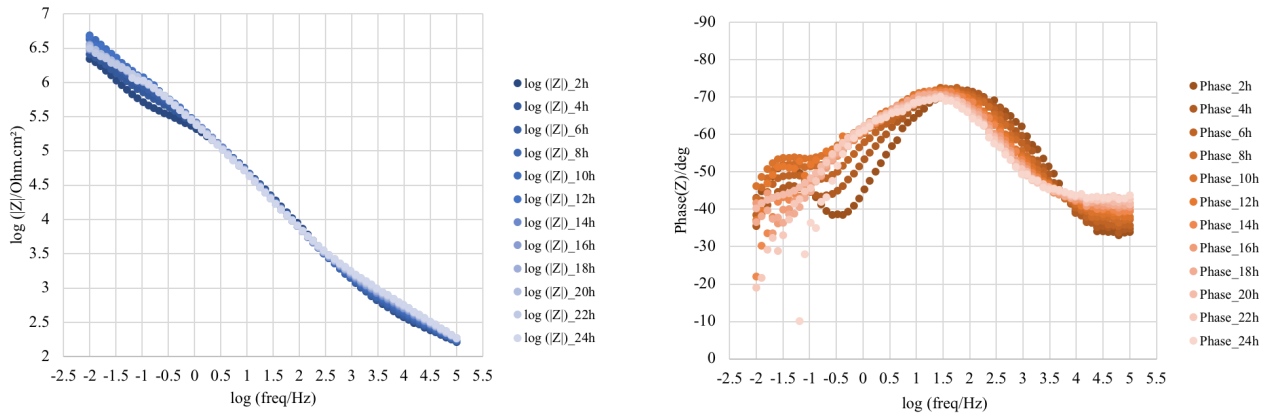 7
6.5
6
5.5
5
4.5
4
3.5
3
2.5
2
log (|Z|/Ohm.cm²)
-2.5 -2 -1.5 -1 -0.5 0 0.5 1 1.5 2 2.5 3 3.5 4 4.5 5 5.5
log (freq/Hz)
log (|Z|)_2h
log (|Z|)_4h
log (|Z|)_6h
log (|Z|)_8h
log (|Z|)_10h
log (|Z|)_12h
log (|Z|)_14h
log (|Z|)_16h
log (|Z|)_18h
log (|Z|)_20h
log (|Z|)_22h
log (|Z|)_24h
-90
-80
-70
-60
-50
-40
-30
-20
-10
0
Phase(Z)/deg
-2.5 -2 -1.5 -1 -0.5 0 0.5 1 1.5 2 2.5 3 3.5 4 4.5 5 5.5
log (freq/Hz)
Phase_2h
Phase_4h
Phase_6h
Phase_8h
Phase_10h
Phase_12h
Phase_14h
Phase_16h
Phase_18h
Phase_20h
Phase_22h
Phase_24h